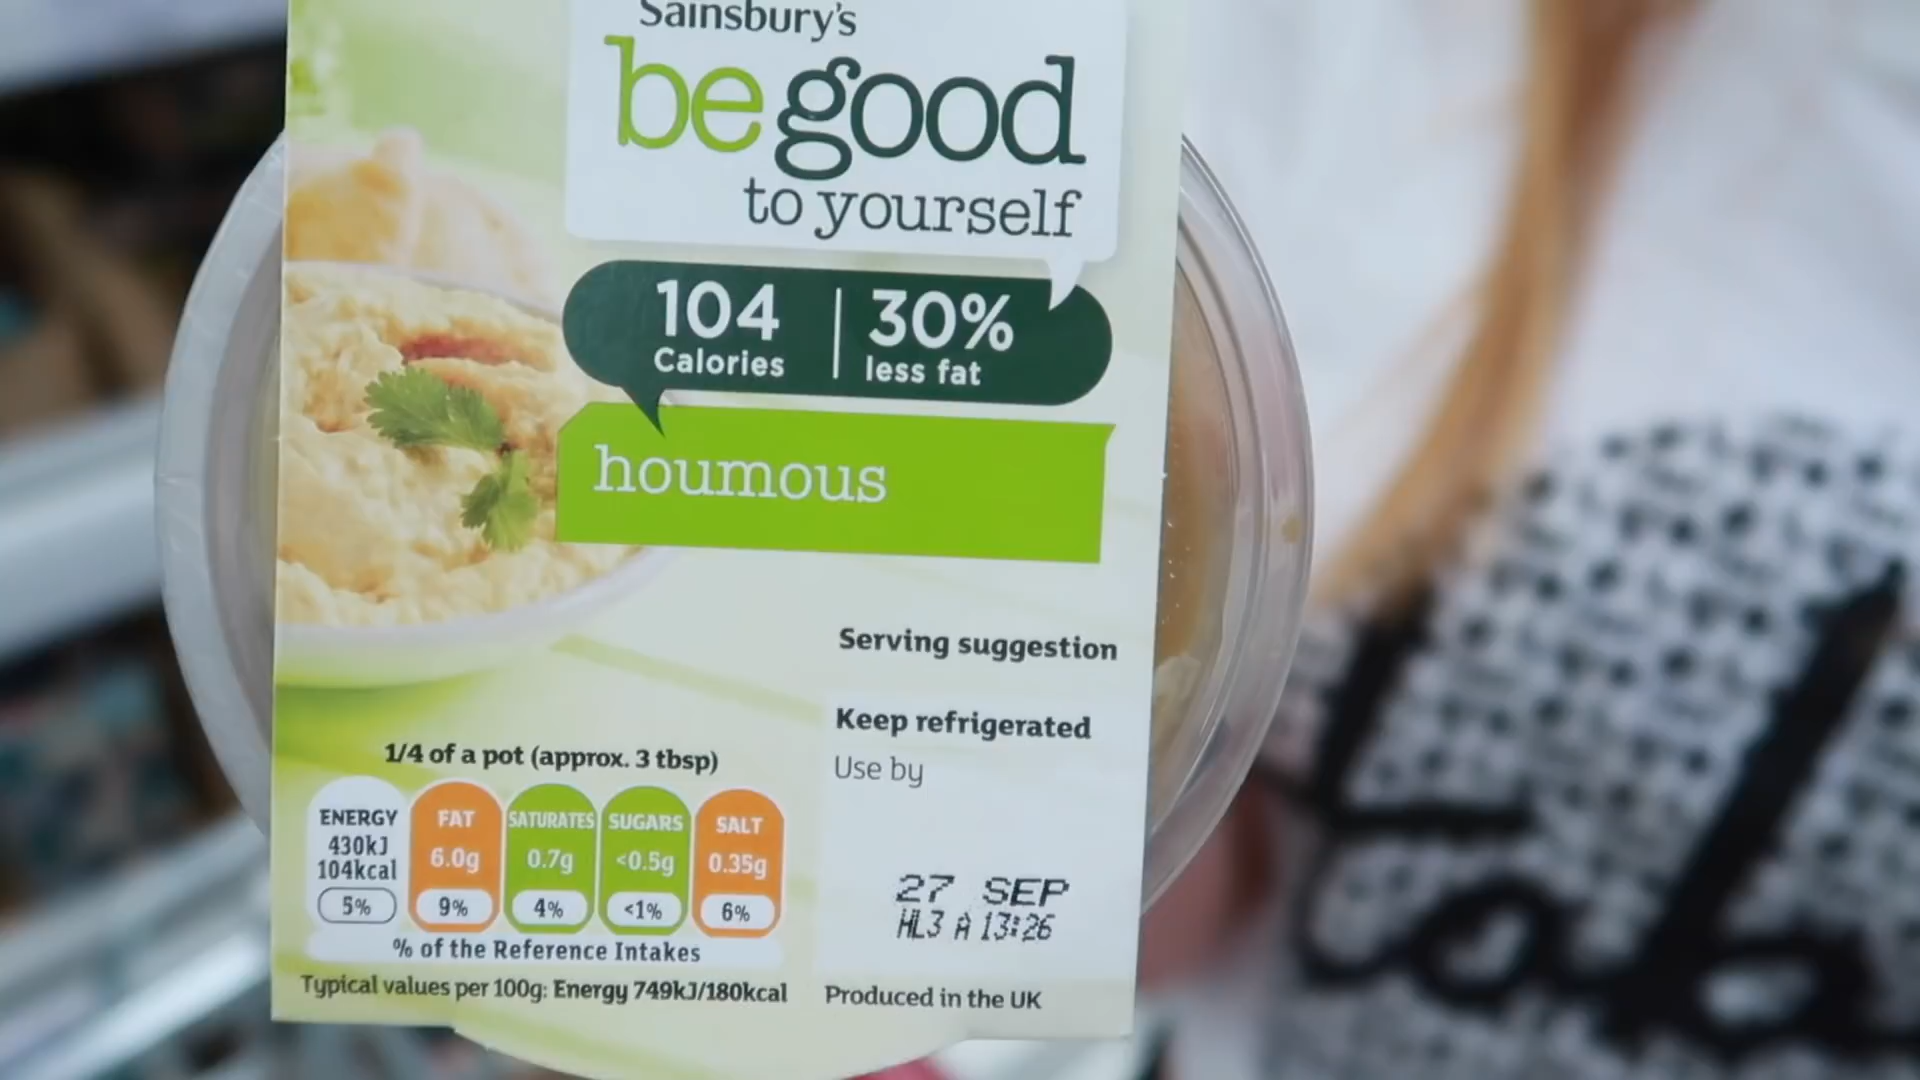 Sainsbury's
be good
to yourself
104
Calories
30%
less fat
houmous
Serving suggestion
Keep refrigerated
Use by
27 SEP
HL3 A 13:26
1/4 of a pot (approx. 3 tbsp)
ENERGY
430kJ
104kcal
5%
FAT
6.0g
9%
SATURATES
0.7g
4%
SUGARS
<0.5g
<1%
SALT
0.35g
6%
% of the Reference Intakes
Typical values per 100g: Energy 749kJ/180kcal
Produced in the UK